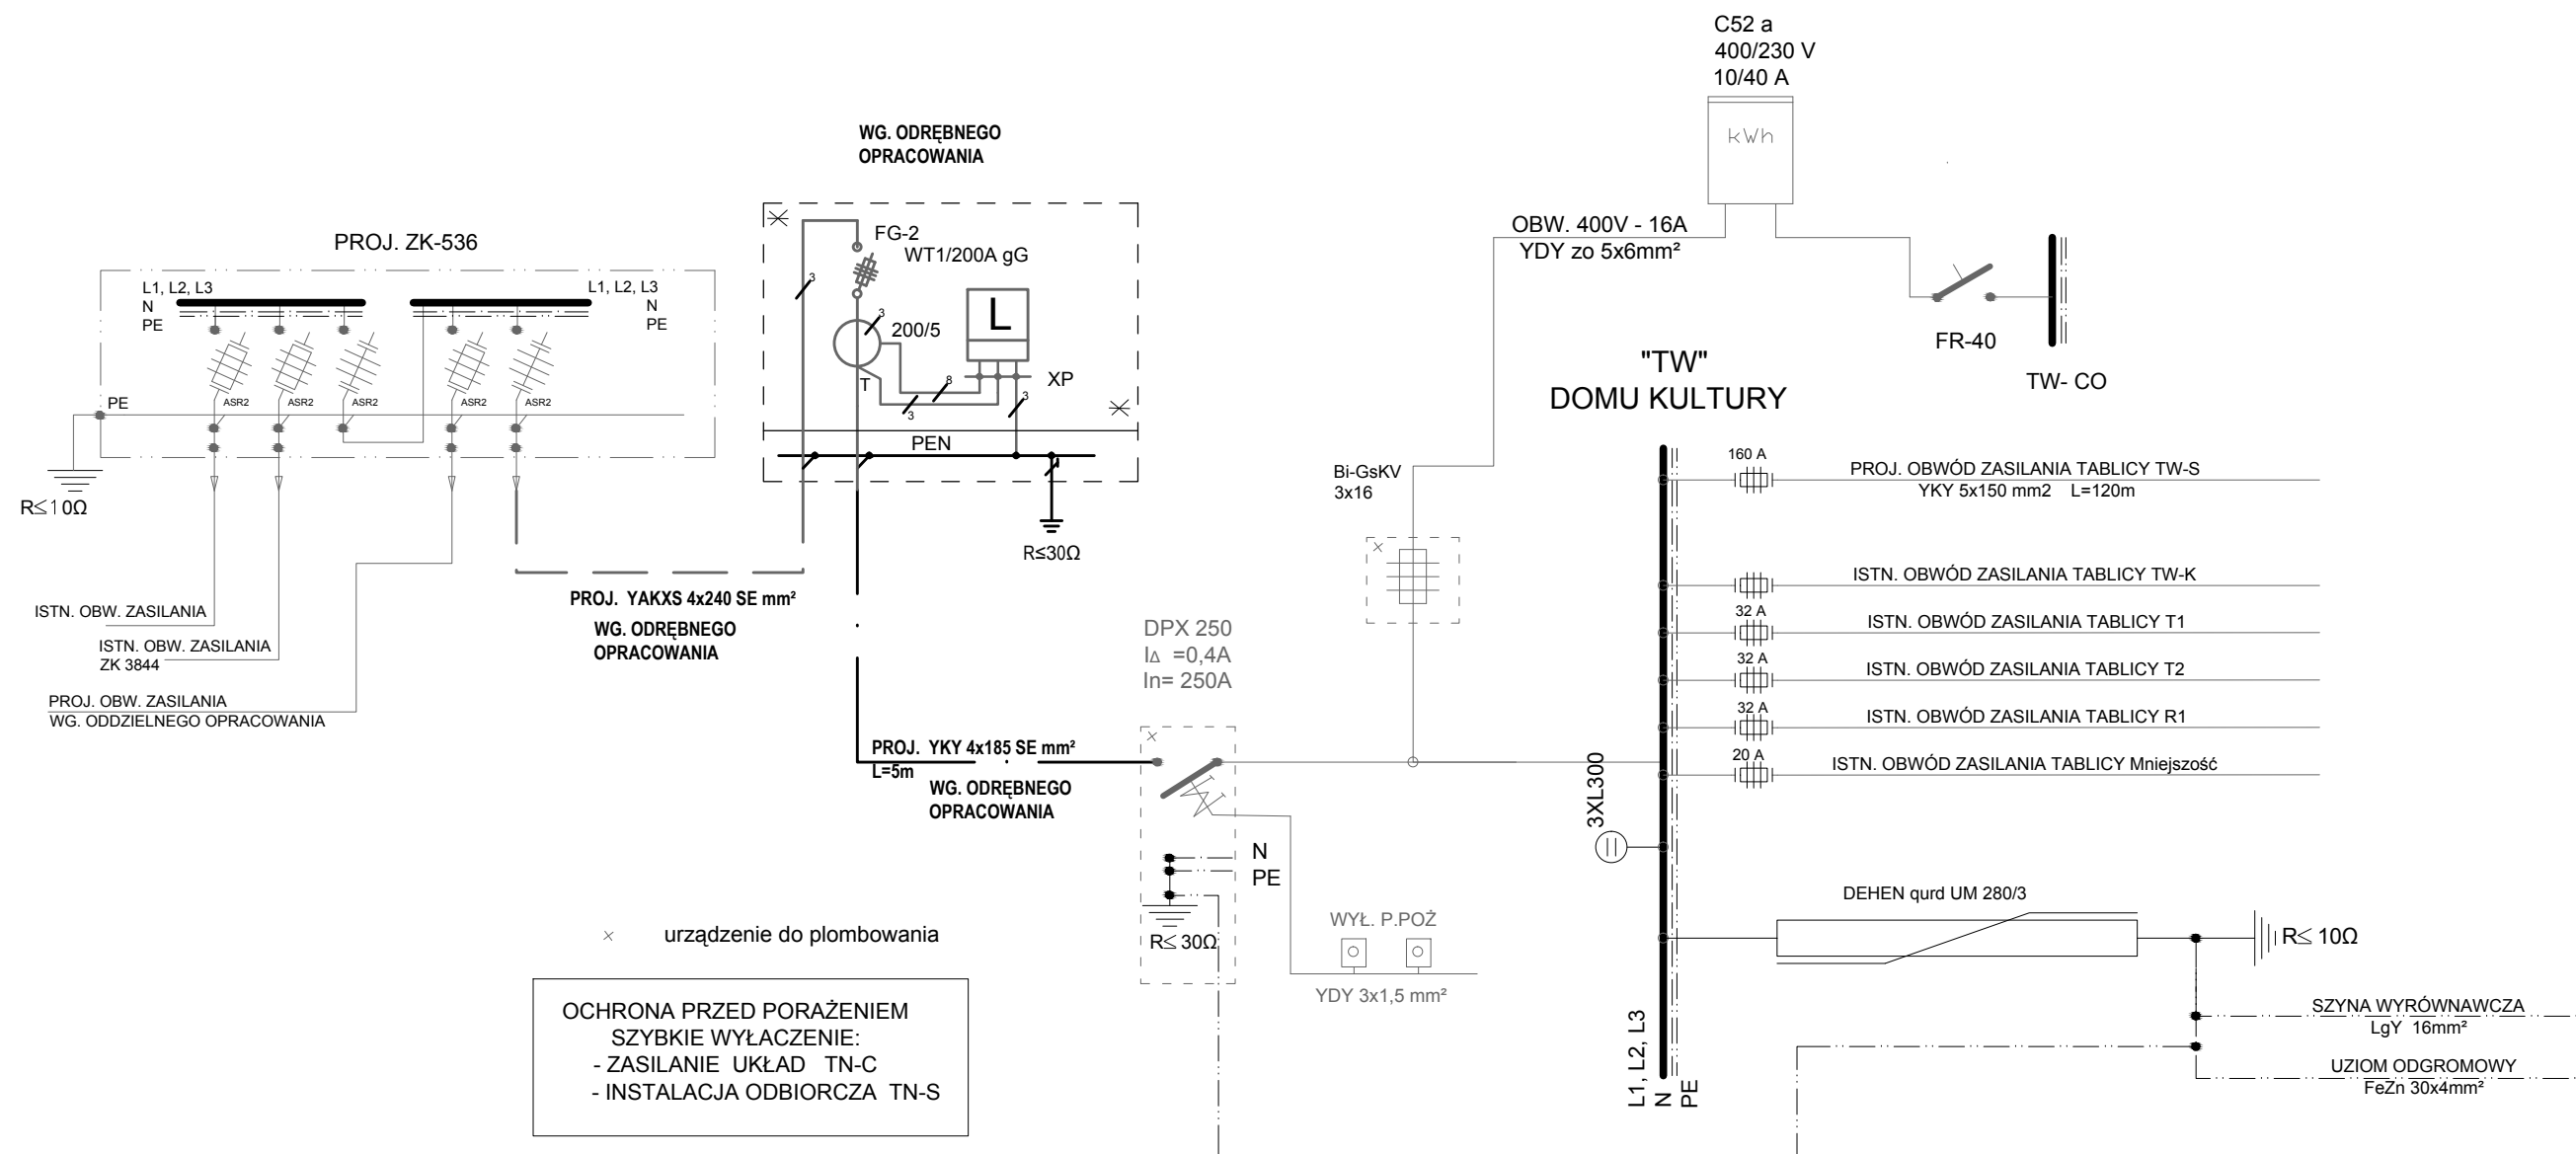 C52 a
400/230 V
10/40 A
kWh
WG. ODRĘBNEGO
OPRACOWANIA
OBW. 400V - 16A
YDY zo 5x6mm²
FR-40
TW- CO
PROJ. ZK-536
L1, L2, L3
N
PE
L1, L2, L3
N
PE
ASR2
ASR2
ASR2
ASR2
ASR2
PE
R≤10Ω
FG-2
WT1/200A gG
3
3
200/5
L
T
XP
8
3
3
PEN
R≤30Ω
"TW"
DOMU KULTURY
Bi-GsKV
3x16
160 A
PROJ. OBWÓD ZASILANIA TABLICY TW-S
YKY 5x150 mm2 L=120m
ISTN. OBWÓD ZASILANIA TABLICY TW-K
32 A
ISTN. OBWÓD ZASILANIA TABLICY T1
32 A
ISTN. OBWÓD ZASILANIA TABLICY T2
32 A
ISTN. OBWÓD ZASILANIA TABLICY R1
20 A
ISTN. OBWÓD ZASILANIA TABLICY Mniejszość
ISTN. OBW. ZASILANIA
ISTN. OBW. ZASILANIA
ZK 3844
PROJ. OBW. ZASILANIA
WG. ODDZIELNEGO OPRACOWANIA
PROJ. YAKXS 4x240 SE mm²
WG. ODRĘBNEGO
OPRACOWANIA
DPX 250
I∆ =0,4A
In= 250A
PROJ. YKY 4x185 SE mm²
L=5m
WG. ODRĘBNEGO
OPRACOWANIA
N
PE
R≤ 30Ω
WYŁ. P.POŻ
YDY 3x1,5 mm²
3XL300
DEHEN qurd UM 280/3
R≤ 10Ω
SZYNA WYRÓWNAWCZA
LgY 16mm²
UZIOM ODGROMOWY
FeZn 30x4mm²
L1, L2, L3
N
PE
× urządzenie do plombowania
OCHRONA PRZED PORAŻENIEM
SZYBKIE WYŁACZENIE:
- ZASILANIE UKŁAD TN-C
- INSTALACJA ODBIORCZA TN-S